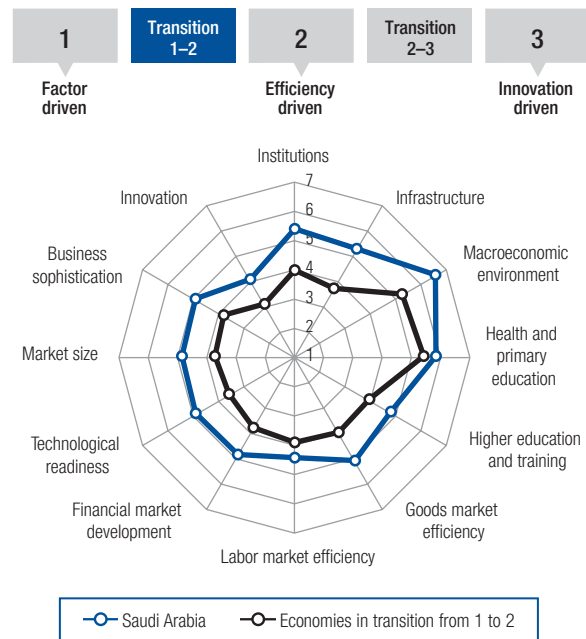 1
Transition
1–2
2
Transition
2–3
3
Factor
driven
Efficiency
driven
Innovation
driven
Institutions
Infrastructure
Macroeconomic
environment
Health and
primary
education
Higher education
and training
Goods market
efficiency
Labor market efficiency
Financial market
development
Technological
readiness
Market size
Business
sophistication
Innovation
7
6
5
4
3
2
1
Saudi Arabia
Economies in transition from 1 to 2